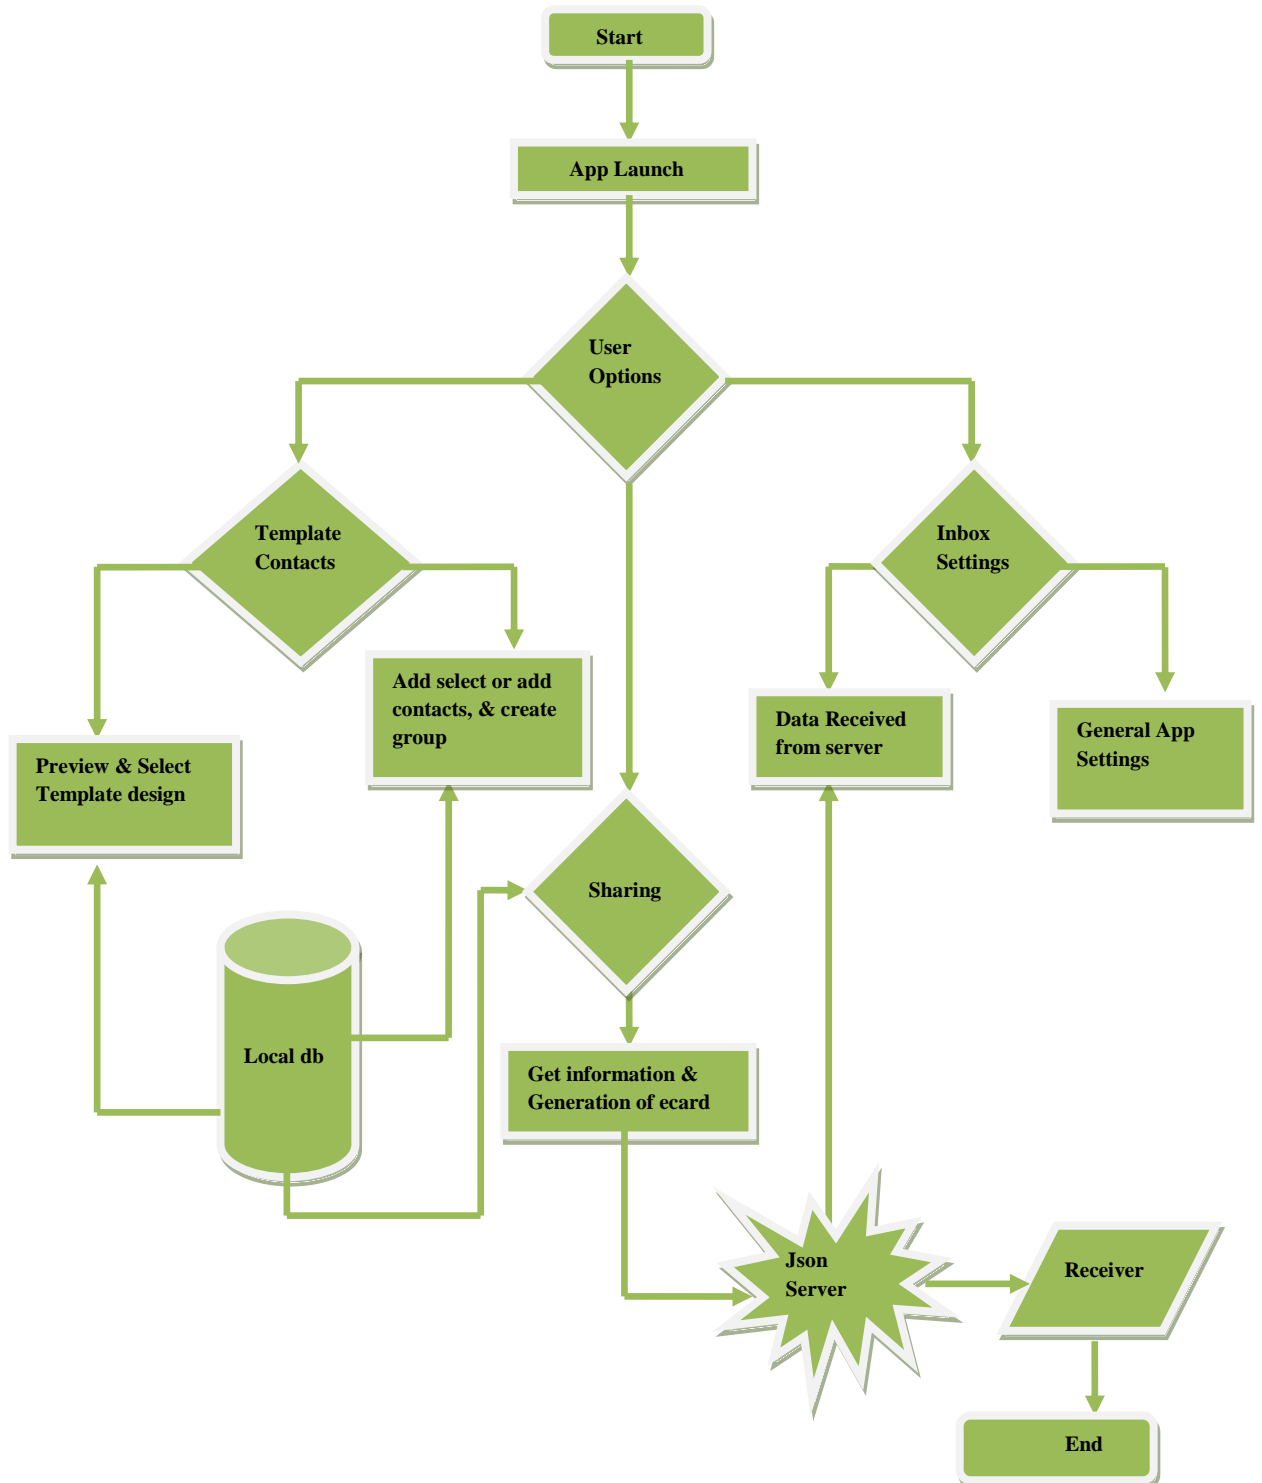 Start
App Launch
User
Options
Template
Contacts
Inbox
Settings
Add select or add
contacts, & create
group
Data Received
from server
General App
Settings
Preview & Select
Template design
Sharing
Local db
Get information &
Generation of ecard
Json
Server
Receiver
End